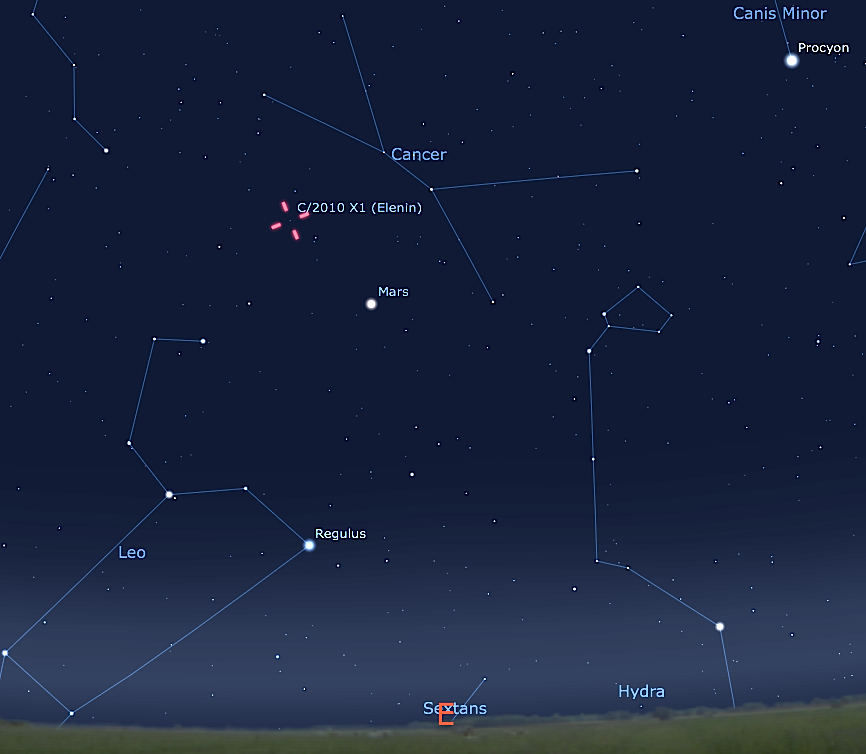 Canis Minor
Procyon
Cancer
C/2010 X1 (Elenin)
Mars
Regulus
Leo
Hydra
Sextans
E